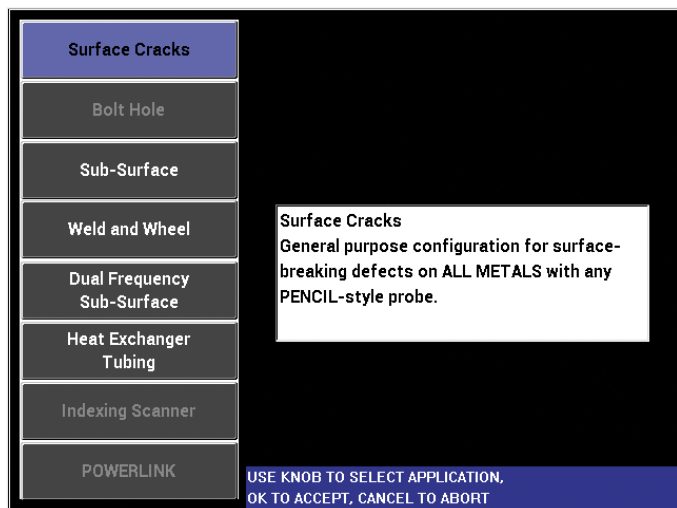 Surface Cracks
Bolt Hole
Sub-Surface
Weld and Wheel
Dual Frequency
Sub-Surface
Heat Exchanger
Tubing
Indexing Scanner
POWERLINK
Surface Cracks
General purpose configuration for surface-
breaking defects on ALL METALS with any
PENCIL-style probe.
USE KNOB TO SELECT APPLICATION,
OK TO ACCEPT, CANCEL TO ABORT